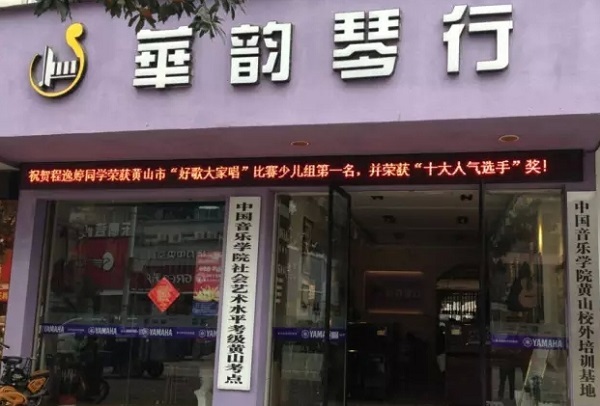 華韵琴行
祝贺程逸婷同学荣获黄山市“好歌大家唱”比赛少儿组第一名，并荣获“十大人气选手”奖！
中国音乐学院社会艺术水平考级黄山考点
中国音乐学院黄山校外培训基地
YAMAHA
YAMAHA
YAMAHA
YAMAHA